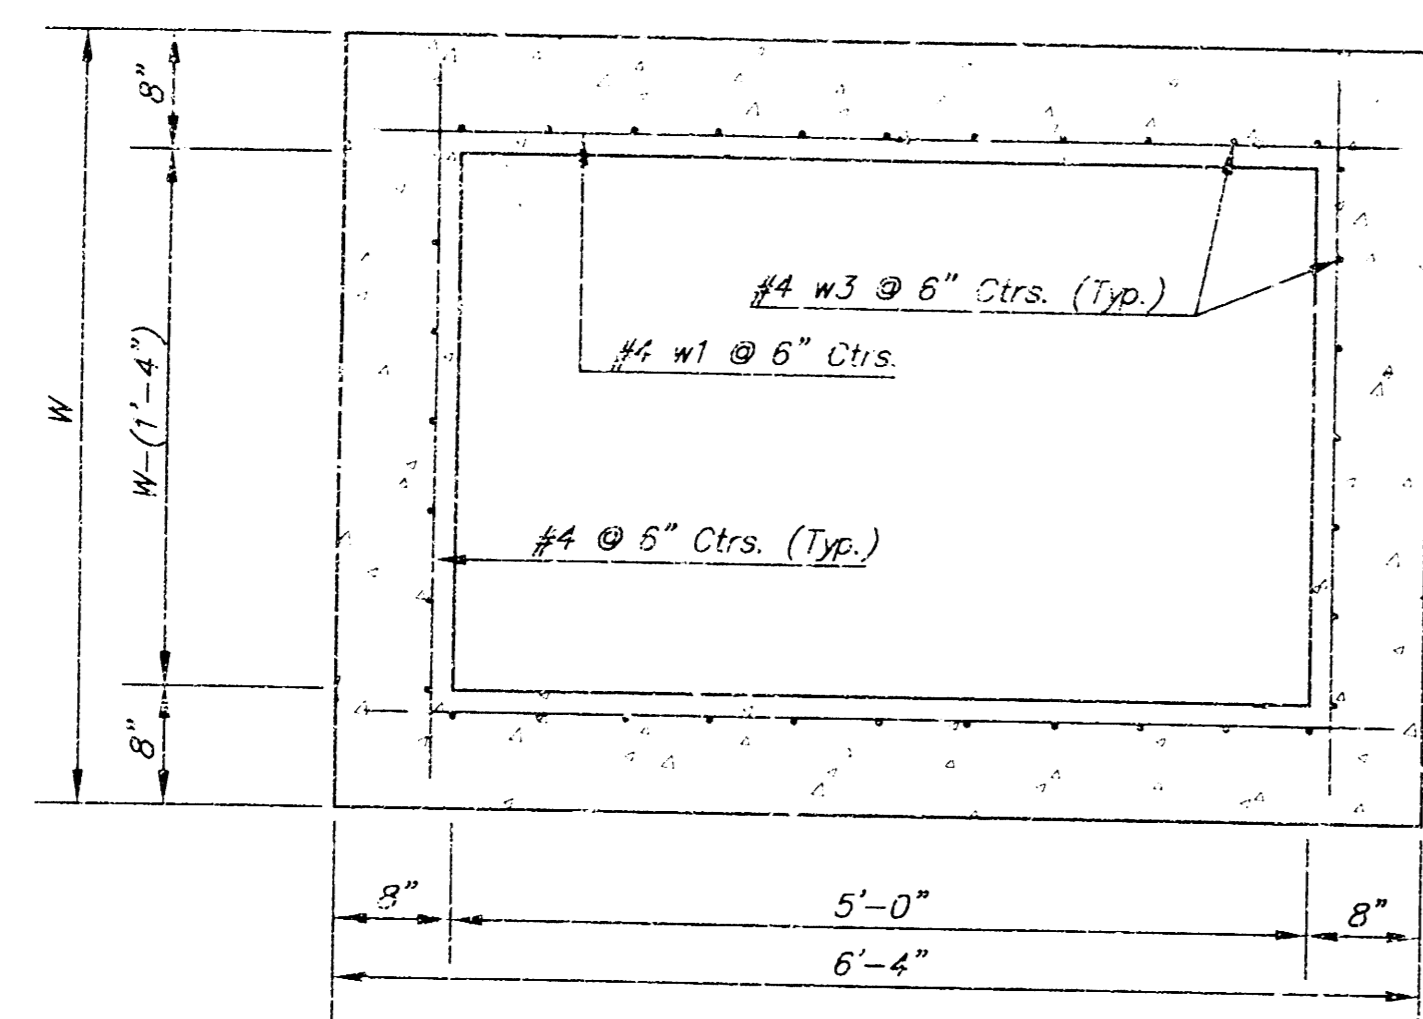 8"
W-(1'-4")
W
8"
#4 w3 @ 6" Ctrs. (Typ.)
#4 w1 @ 6" Ctrs.
#4 @ 6" Ctrs. (Typ.)
8"
5'-0"
8"
6'-4"